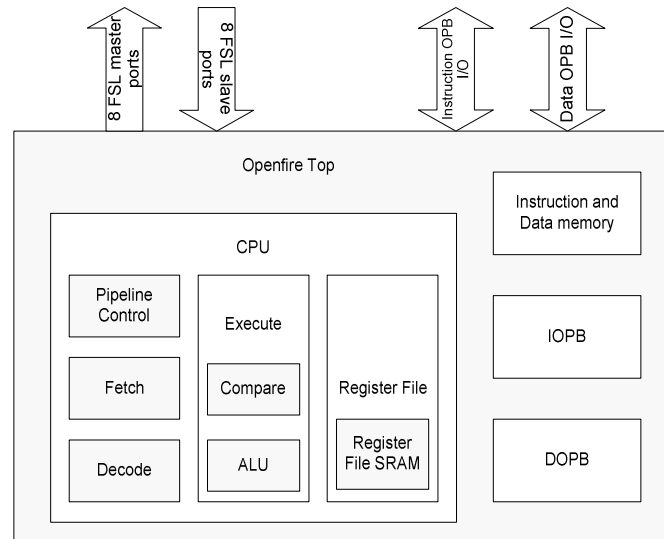 8 FSL master
ports
8 FSL slave
ports
Instruction OPB
I/O
Data OPB I/O
Openfire Top
Instruction and
Data memory
CPU
Pipeline
Control
Execute
IOPB
Fetch
Compare
Register File
Decode
ALU
Register
File SRAM
DOPB